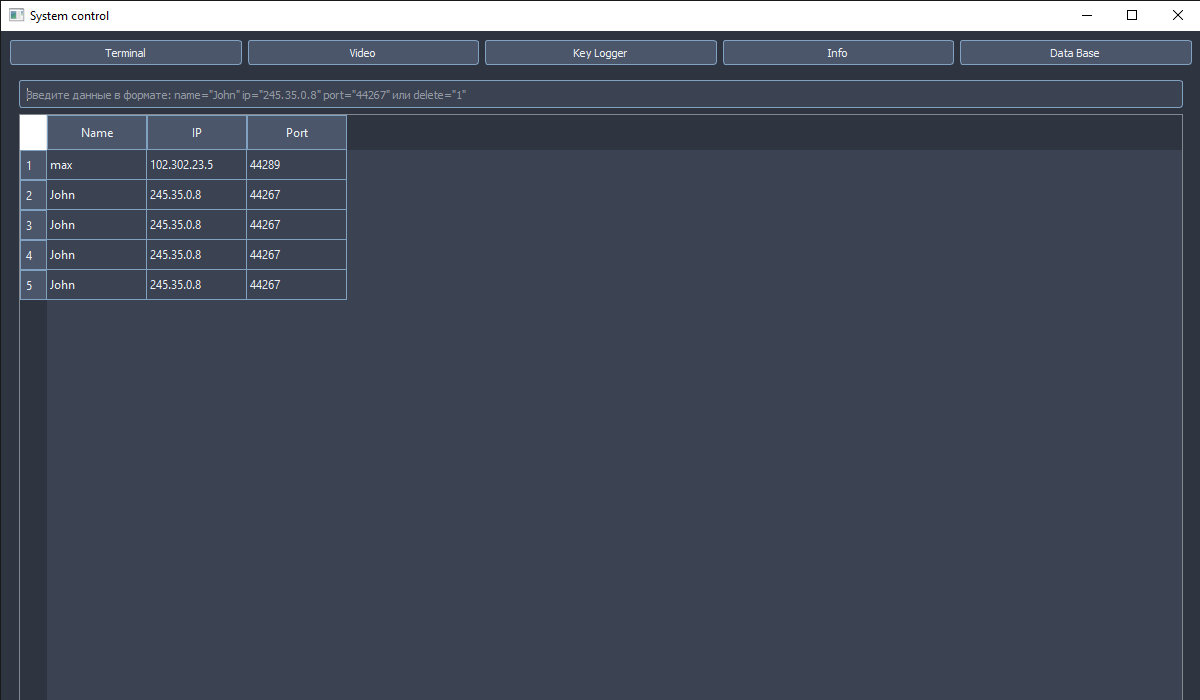 System control
Terminal Video Key Logger Info Data Base
Введите данные в формате: name="John" ip="245.35.0.8" port="44267" или delete="1"
Name IP Port
1 max 102.302.23.5 44289
2 John 245.35.0.8 44267
3 John 245.35.0.8 44267
4 John 245.35.0.8 44267
5 John 245.35.0.8 44267